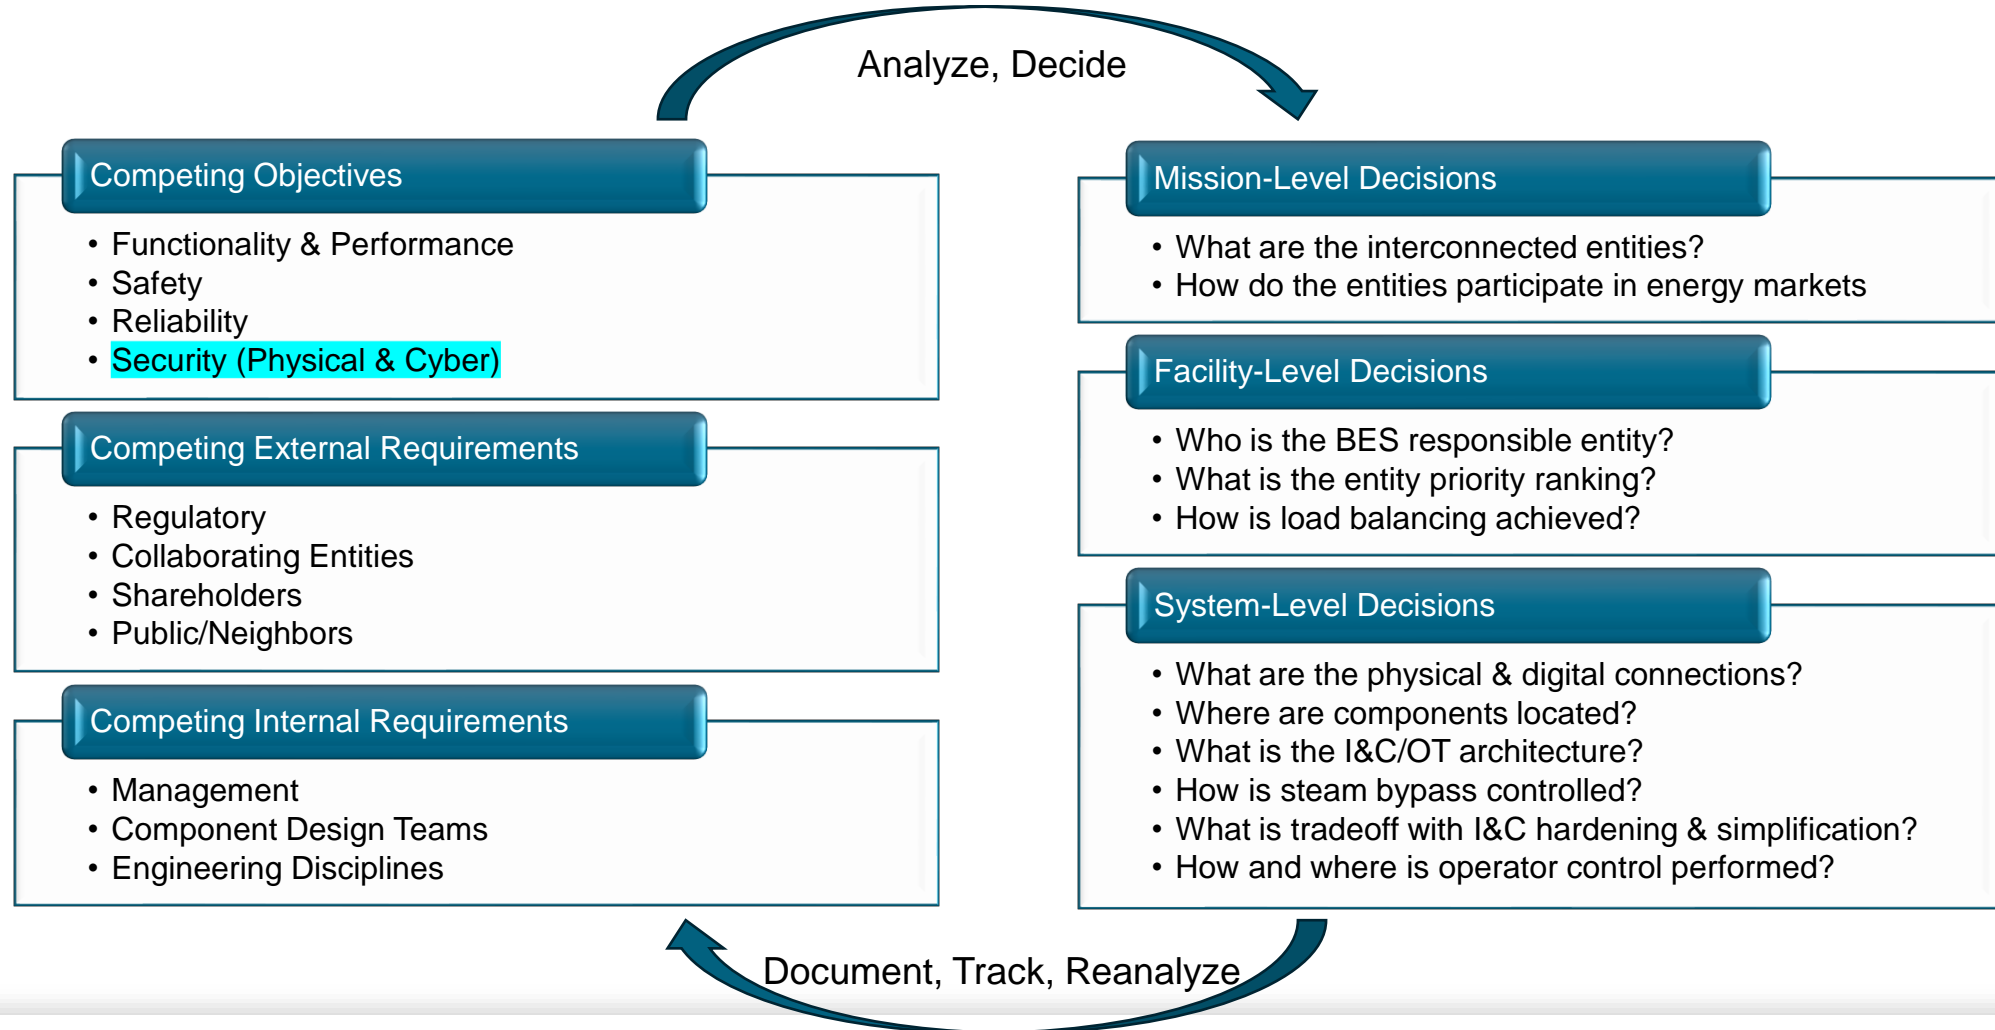 Analyze, Decide
Competing Objectives
• Functionality & Performance
• Safety
• Reliability
• Security (Physical & Cyber)
Competing External Requirements
• Regulatory
• Collaborating Entities
• Shareholders
• Public/Neighbors
Competing Internal Requirements
• Management
• Component Design Teams
• Engineering Disciplines
Mission-Level Decisions
• What are the interconnected entities?
• How do the entities participate in energy markets
Facility-Level Decisions
• Who is the BES responsible entity?
• What is the entity priority ranking?
• How is load balancing achieved?
System-Level Decisions
• What are the physical & digital connections?
• Where are components located?
• What is the I&C/OT architecture?
• How is steam bypass controlled?
• What is tradeoff with I&C hardening & simplification?
• How and where is operator control performed?
Document, Track, Reanalyze